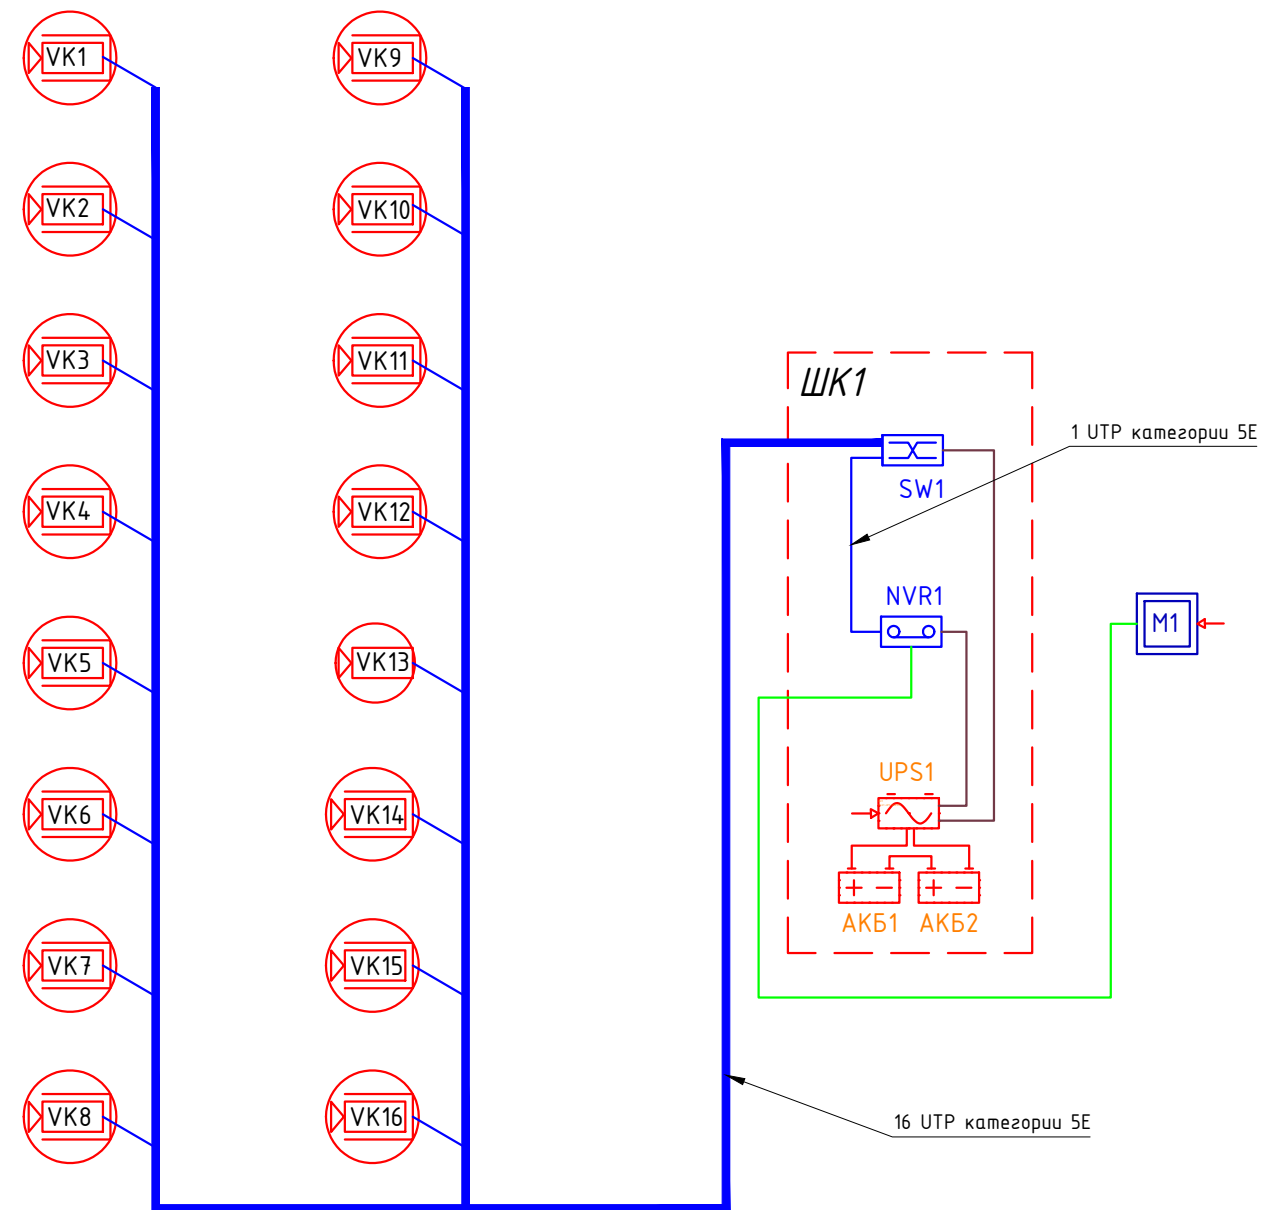 VK1
VK9
VK2
VK10
VK3
VK11
ШК1
1 UTP категории 5E
VK4
VK12
SW1
NVR1
M1
VK5
VK13
UPS1
VK6
VK14
+ − + −
АКБ1 АКБ2
VK7
VK15
VK8
VK16
16 UTP категории 5E